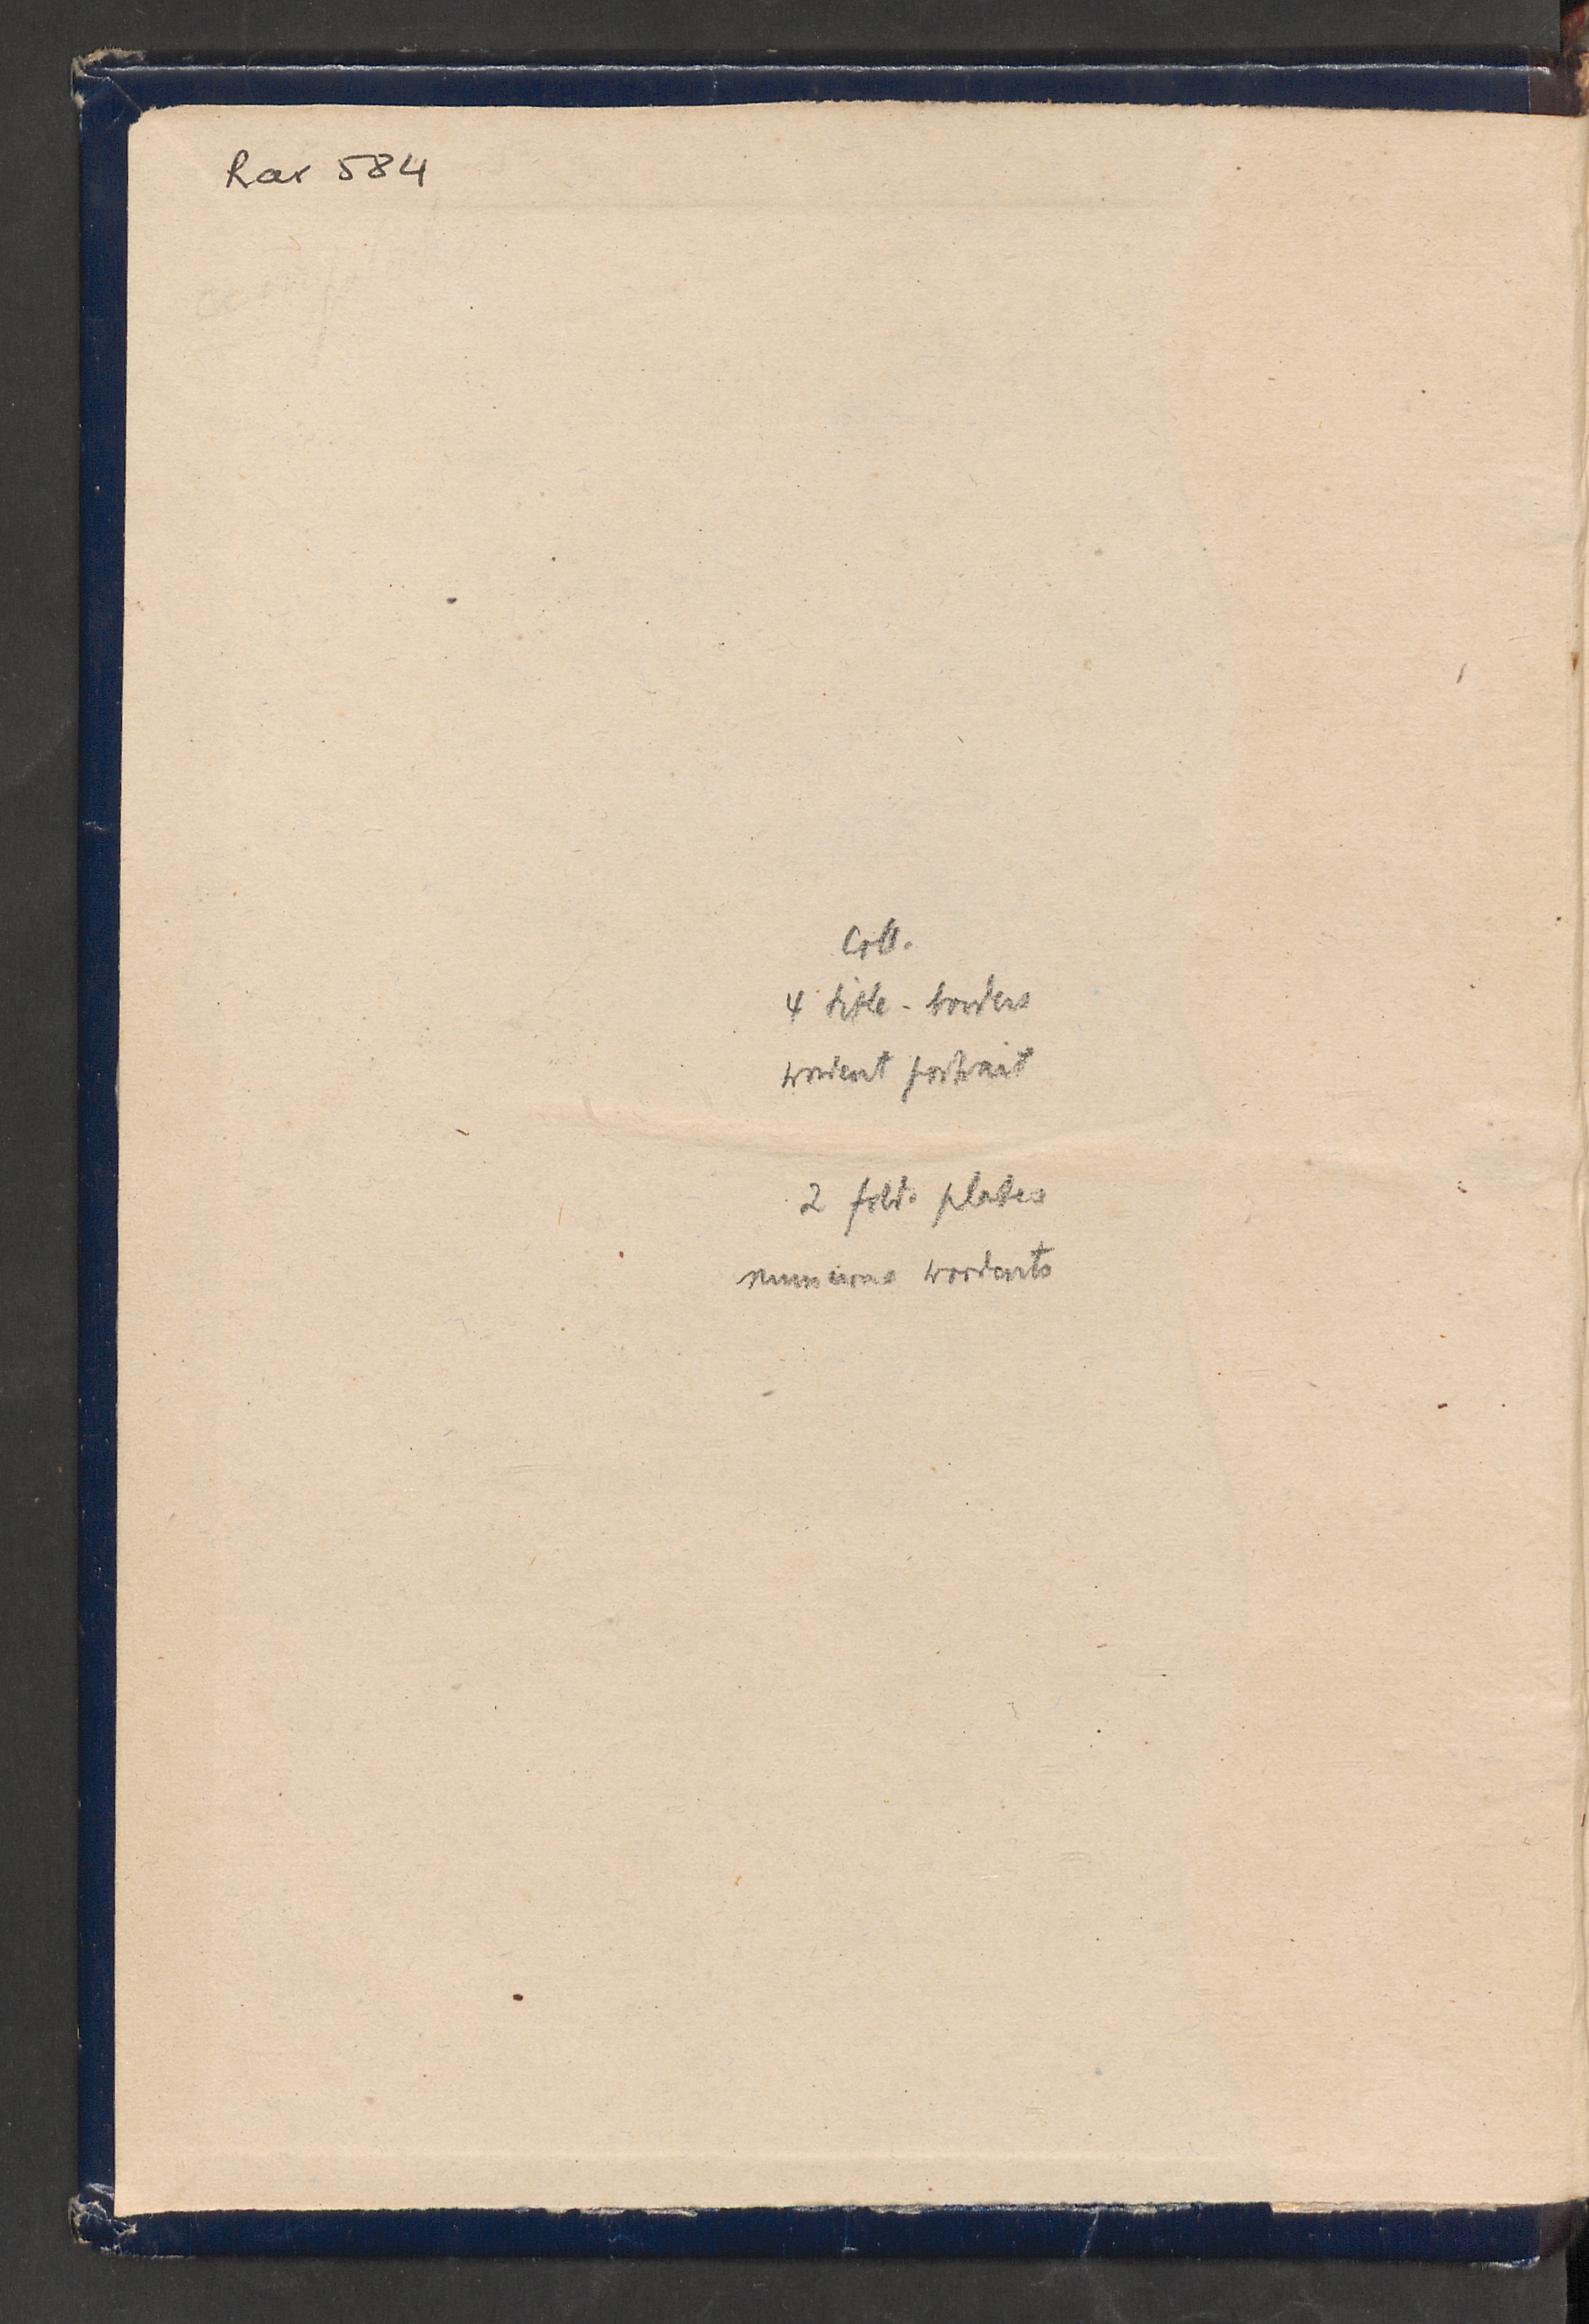 Rar 584
Coll.
4 title-borders
woodcut portrait
2 fold. plates
numerous woodcuts